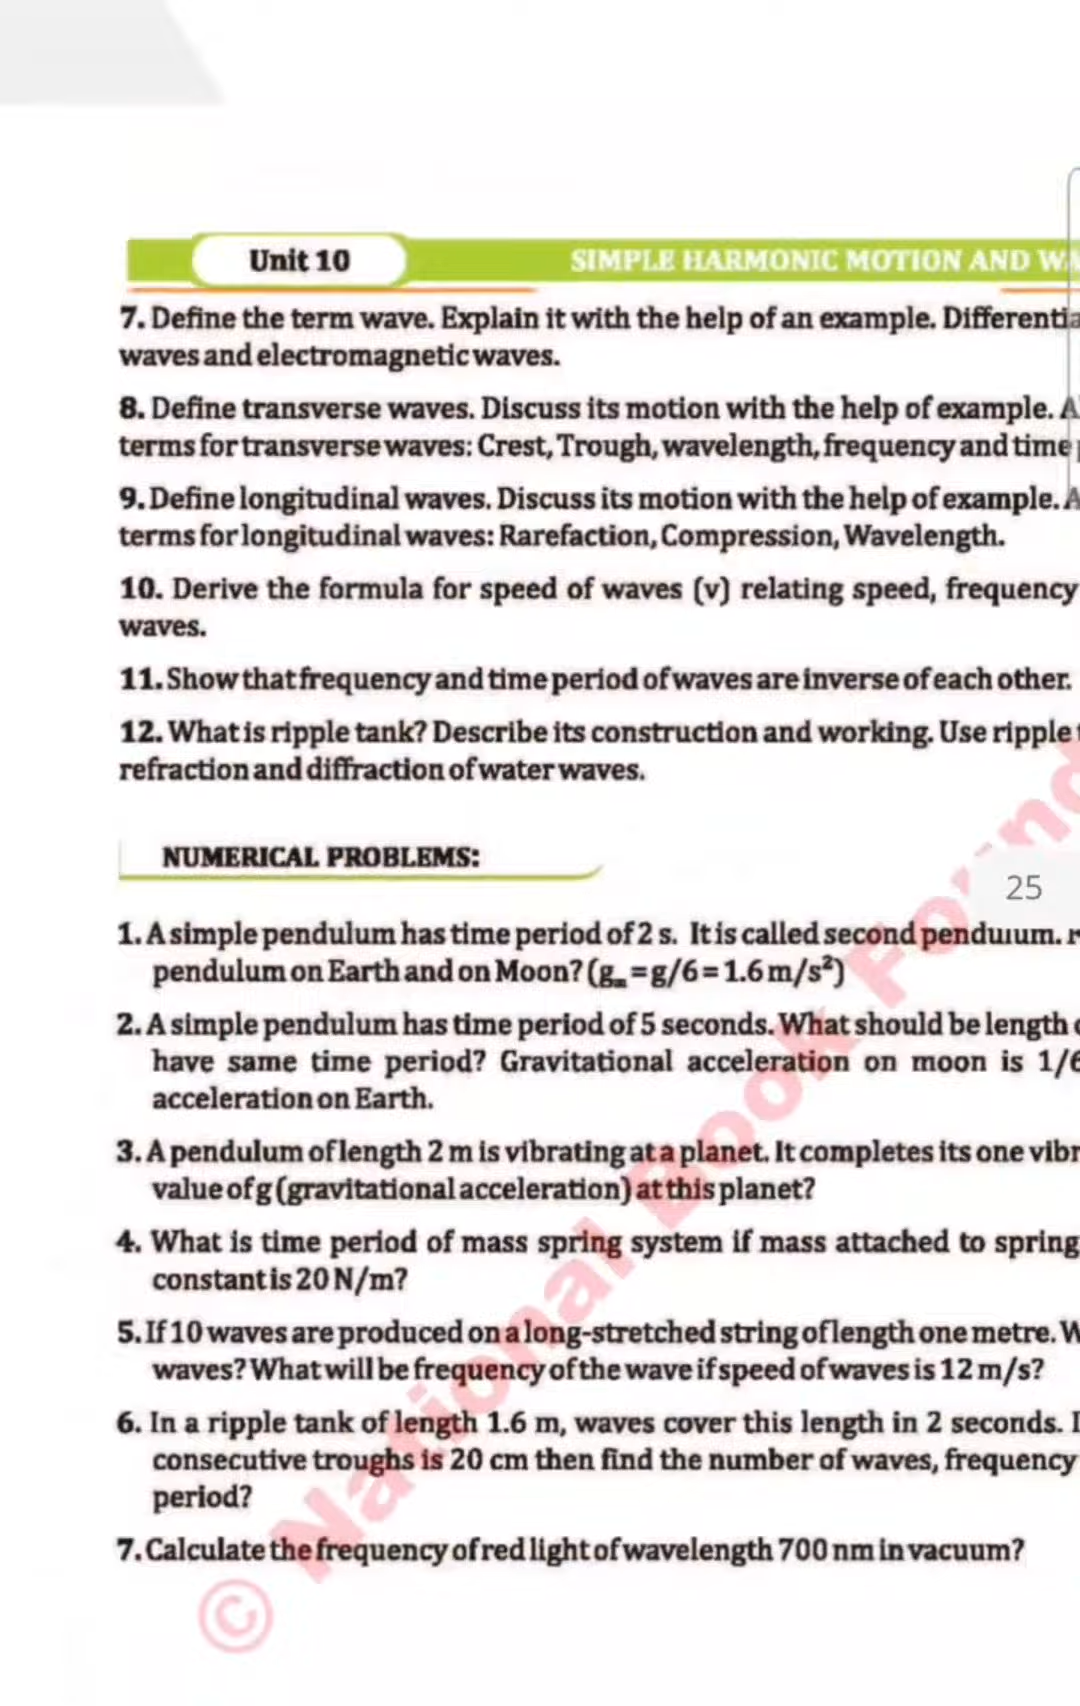 Unit 10
SIMPLE HARMONIC MOTION AND
7. Define the term wave. Explain it with the help of an example.
waves and electromagnetic waves.
8. Define transverse waves. Discuss its motion with the help of example.
terms for transverse waves: Crest, Trough, wavelength, frequency and time
9. Define longitudinal waves. Discuss its motion with the help of example.
terms for longitudinal waves: Rarefaction, Compression, Wavelength.
10. Derive the formula for speed of waves (v) relating speed, frequency
waves.
11. Show that frequency and time period of waves are inverse of each other.
12. What is ripple tank? Describe its construction and working. Use ripple
refraction and diffraction of water waves.
NUMERICAL PROBLEMS:
25
1. A simple pendulum has time period of 2 s. It is called second pendulum.
pendulum on Earth and on Moon? (gₘ = g/6 = 1.6 m/s²)
2. A simple pendulum has time period of 5 seconds. What should be length
have same time period? Gravitational acceleration on moon is 1/6
acceleration on Earth.
3. A pendulum of length 2 m is vibrating at a planet. It completes its one
value of g (gravitational acceleration) at this planet?
4. What is time period of mass spring system if mass attached to spring
constant is 20 N/m?
5. If 10 waves are produced on a long-stretched string of length one metre.
waves? What will be frequency of the wave if speed of waves is 12 m/s?
6. In a ripple tank of length 1.6 m, waves cover this length in 2 seconds.
consecutive troughs is 20 cm then find the number of waves, frequency
period?
7. Calculate the frequency of red light of wavelength 700 nm in vacuum?
© National Book